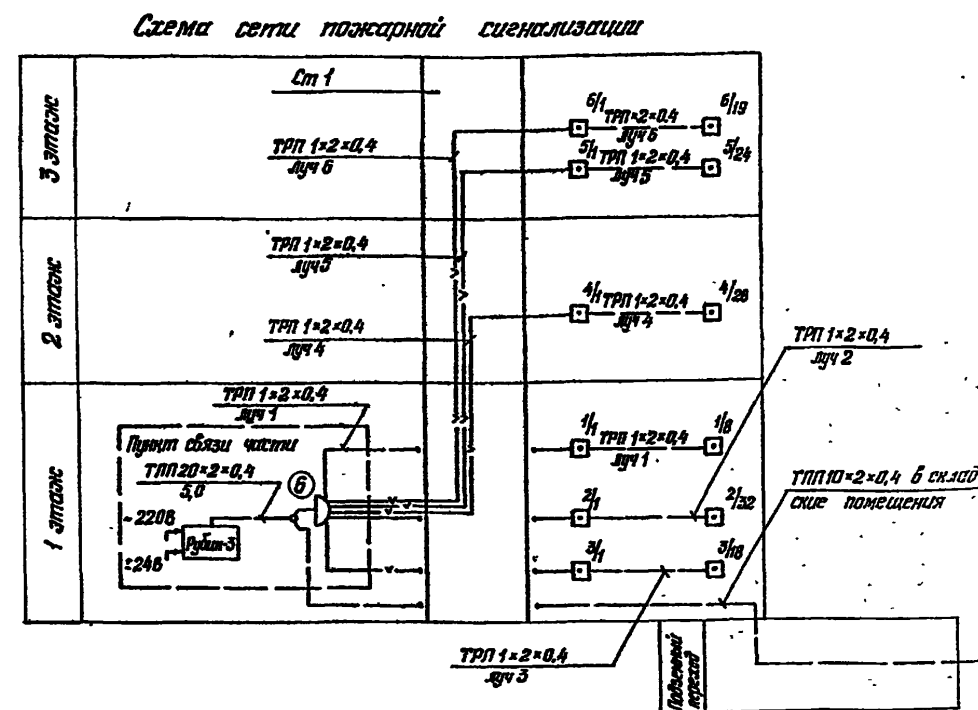 Схема сети пожарной сигнализации
3 этаж
Ст 1
ТРП 1×2×0,4
луч 6
6/1
ТРП×2×0.4
луч 6
6/19
5/1
ТРП 1×2×0.4
луч 5
5/24
2 этаж
ТРП 1×2×0,4
луч 5
ТРП 1×2×0,4
луч 4
4/1
ТРП 1×2×0.4
луч 4
4/28
ТРП 1×2×0,4
луч 2
1 этаж
ТРП 1×2×0,4
луч 1
Пункт связи части
ТПП 20×2×0,4
5,0
6
~220В
Рубин-3
±24В
1/1
ТРП 1×2×0.4
луч 1
1/8
2/1
2/32
3/1
3/18
ТПП 10×2×0,4 в склад
ские помещения
ТРП 1×2×0,4
луч 3
Подземный
переход